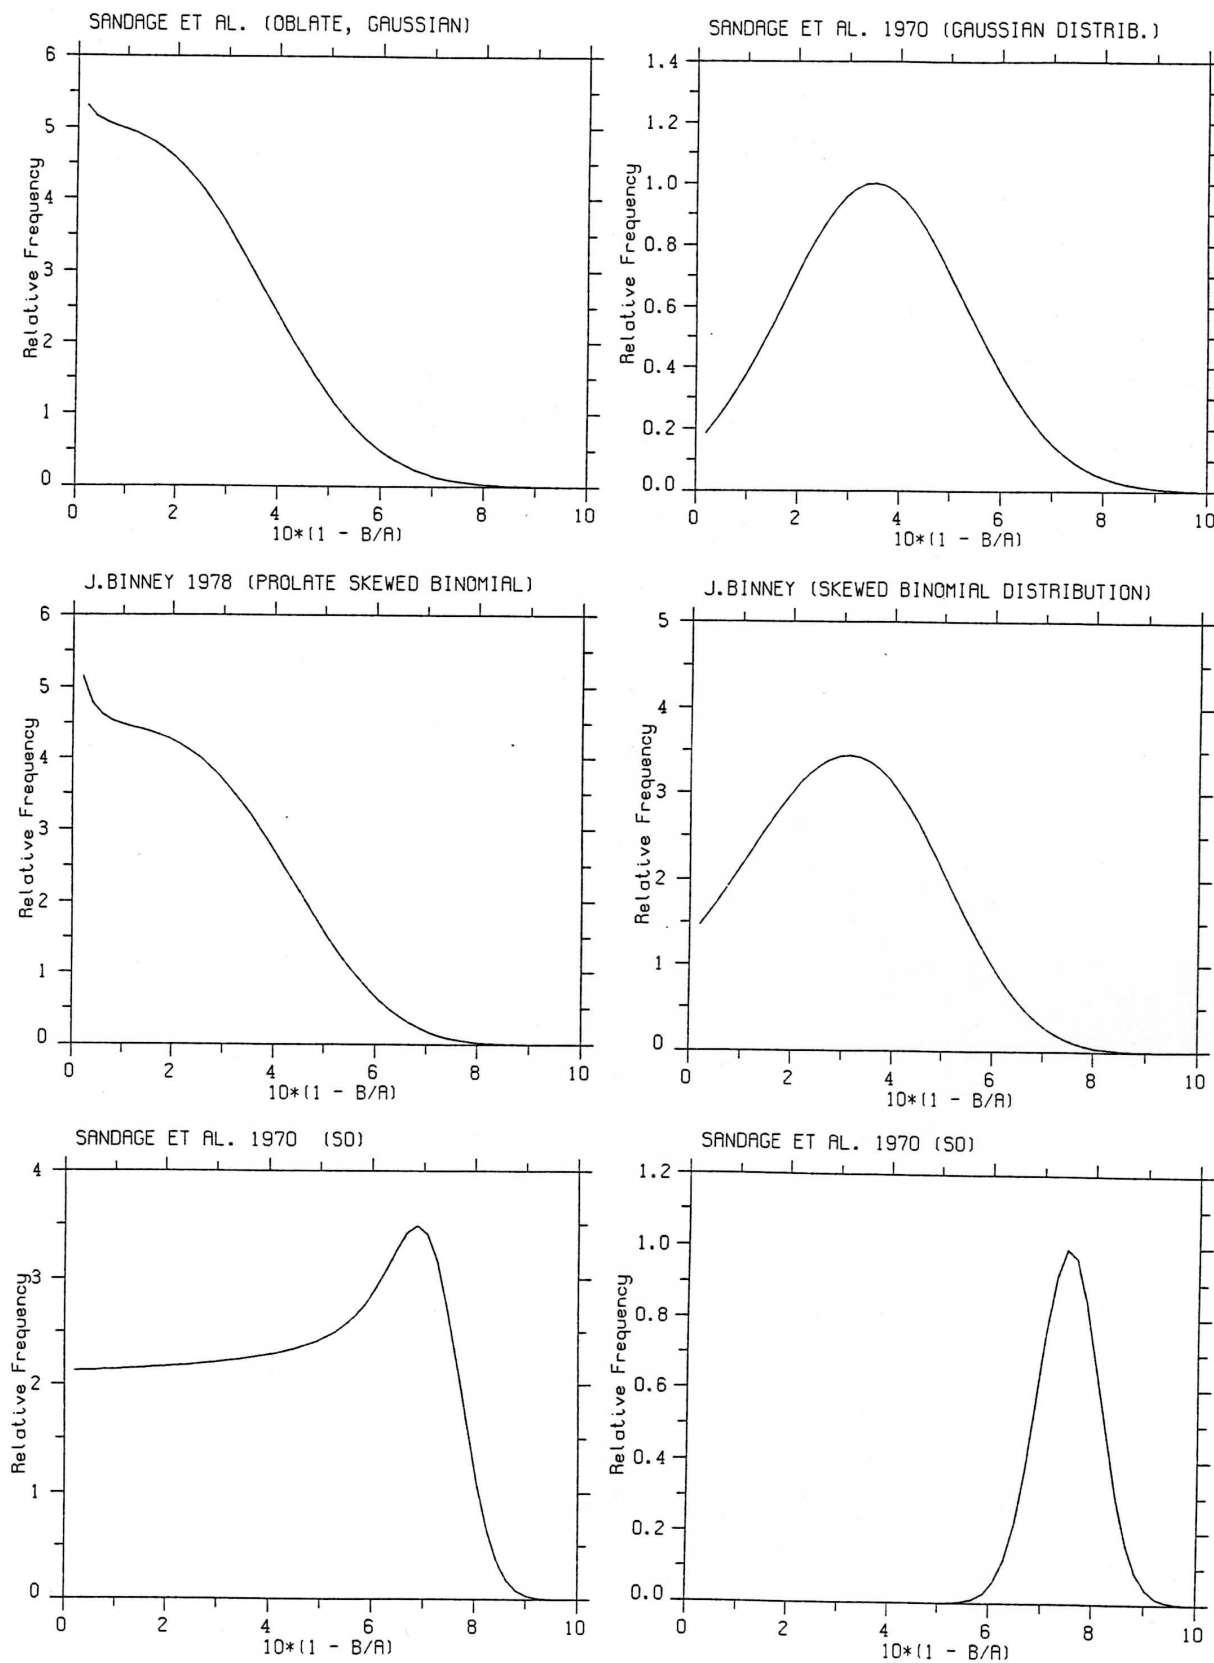 SANDAGE ET AL. (OBLATE, GAUSSIAN)
6
5
4
3
2
1
0
Relative Frequency
0 2 4 6 8 10
10*(1 - B/A)
SANDAGE ET AL. 1970 (GAUSSIAN DISTRIB.)
1.4
1.2
1.0
0.8
0.6
0.4
0.2
0.0
Relative Frequency
0 2 4 6 8 10
10*(1 - B/A)
J.BINNEY 1978 (PROLATE SKEWED BINOMIAL)
6
5
4
3
2
1
0
Relative Frequency
0 2 4 6 8 10
10*(1 - B/A)
J.BINNEY (SKEWED BINOMIAL DISTRIBUTION)
5
4
3
2
1
0
Relative Frequency
0 2 4 6 8 10
10*(1 - B/A)
SANDAGE ET AL. 1970 (S0)
4
3
2
1
0
Relative Frequency
0 2 4 6 8 10
10*(1 - B/A)
SANDAGE ET AL. 1970 (S0)
1.2
1.0
0.8
0.6
0.4
0.2
0.0
Relative Frequency
0 2 4 6 8 10
10*(1 - B/A)